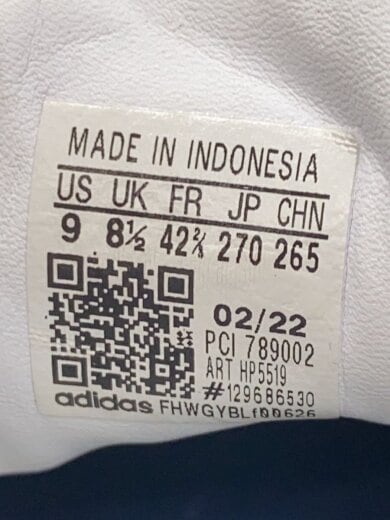 MADE IN INDONESIA
US UK FR JP CHN
9 8½ 42⅔ 270 265
02/22
PCI 789002
ART HP5519
#129686530
adidas FHWGYBLf00626